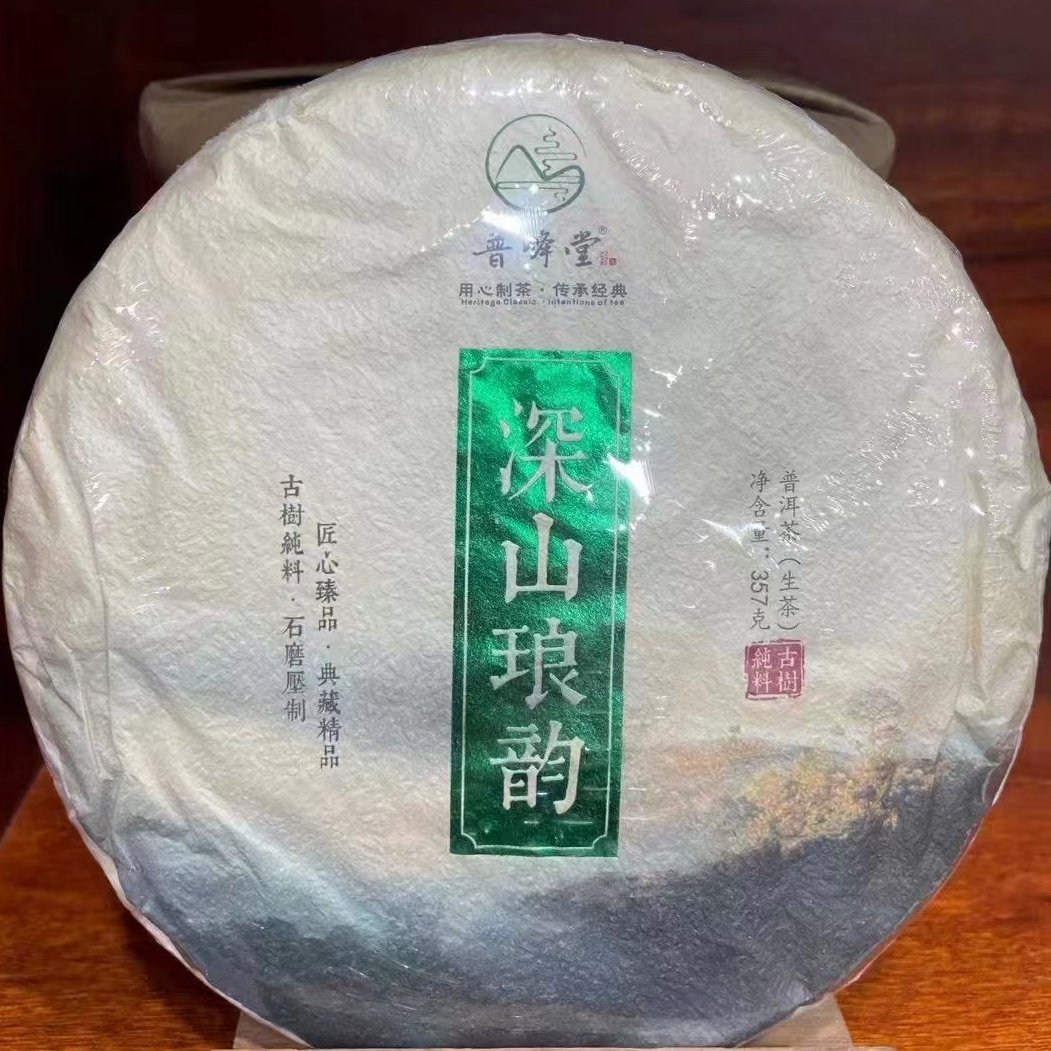 普峰堂®
用心制茶·传承经典
Heritage Classic · Intentions of tea
深山琅韵
普洱茶（生茶）
净含量：357克
古樹
純料
匠心臻品·典藏精品
古樹純料·石磨壓制